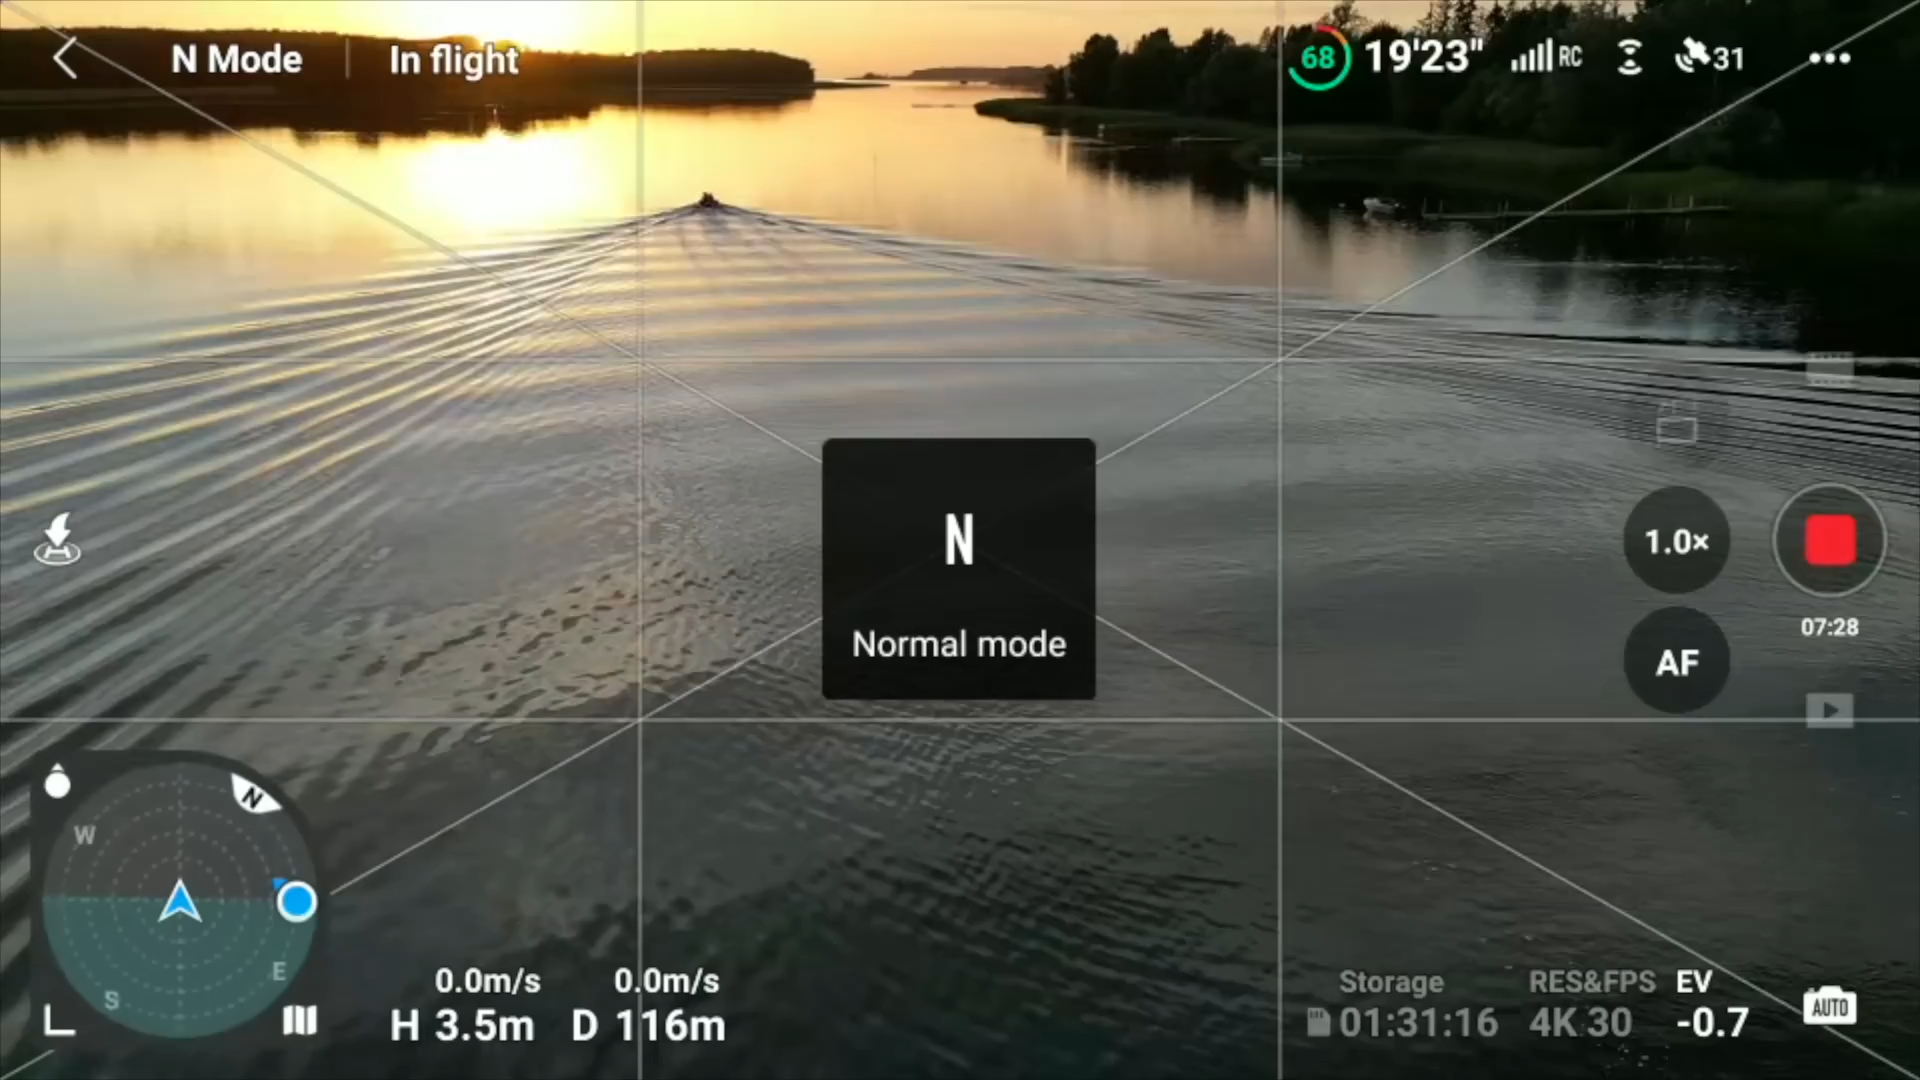 N Mode | In flight
68 19'23" RC 31
N
Normal mode
1.0×
07:28
AF
N
W
E
S
0.0m/s 0.0m/s
H 3.5m D 116m
Storage RES&FPS EV
01:31:16 4K 30 -0.7
AUTO